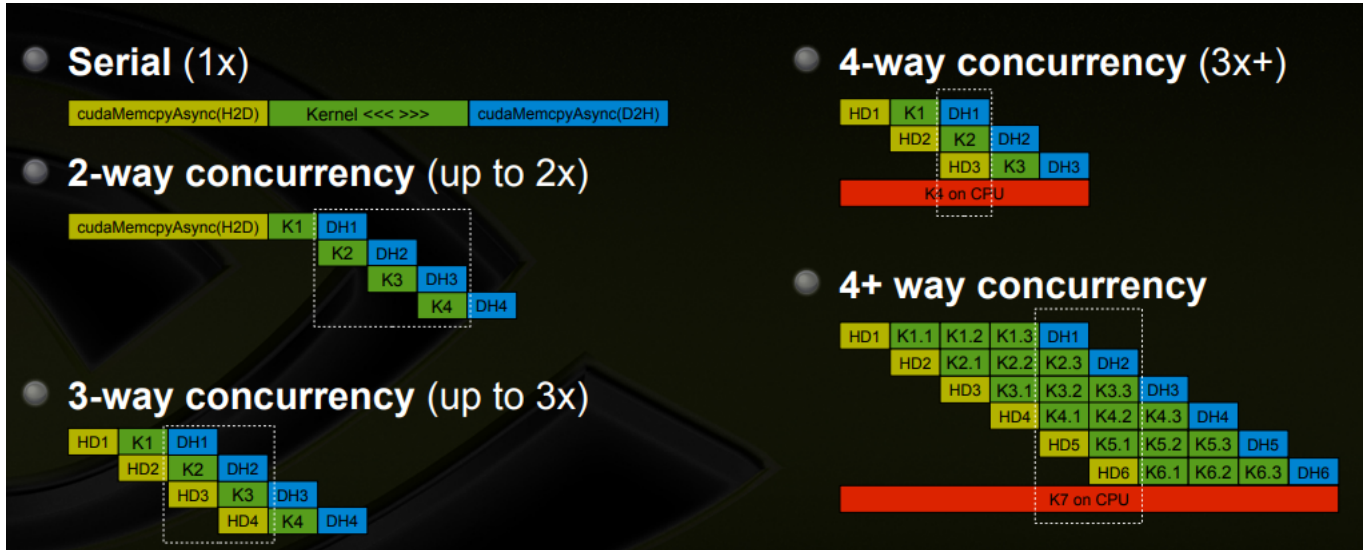 Serial (1x)
cudaMemcpyAsync(H2D) Kernel <<< >>> cudaMemcpyAsync(D2H)
2-way concurrency (up to 2x)
cudaMemcpyAsync(H2D) K1 DH1
K2 DH2
K3 DH3
K4 DH4
3-way concurrency (up to 3x)
HD1 K1 DH1
HD2 K2 DH2
HD3 K3 DH3
HD4 K4 DH4
4-way concurrency (3x+)
HD1 K1 DH1
HD2 K2 DH2
HD3 K3 DH3
K4 on CPU
4+ way concurrency
HD1 K1.1 K1.2 K1.3 DH1
HD2 K2.1 K2.2 K2.3 DH2
HD3 K3.1 K3.2 K3.3 DH3
HD4 K4.1 K4.2 K4.3 DH4
HD5 K5.1 K5.2 K5.3 DH5
HD6 K6.1 K6.2 K6.3 DH6
K7 on CPU